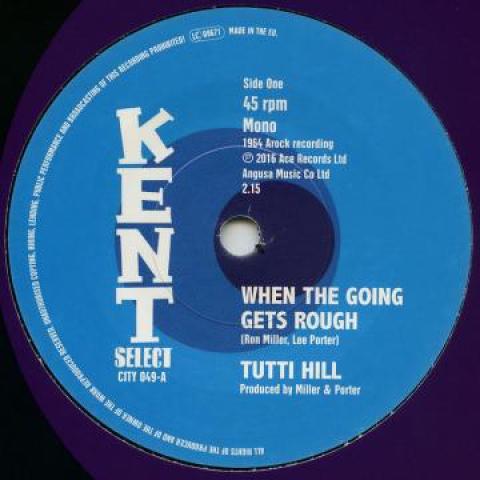 ALL RIGHTS OF THE PRODUCER AND OF THE OWNER OF THE WORK REPRODUCED RESERVED. UNAUTHORISED COPYING, HIRING, LENDING, PUBLIC PERFORMANCE AND BROADCASTING OF THIS RECORDING PROHIBITED! LC 09671 MADE IN THE EU.
Side One
45 rpm
Mono
1964 Arock recording
℗ 2016 Ace Records Ltd
Angusa Music Co Ltd
2.15
KENT
SELECT
CITY 049-A
WHEN THE GOING
GETS ROUGH
(Ron Miller, Lee Porter)
TUTTI HILL
Produced by Miller & Porter